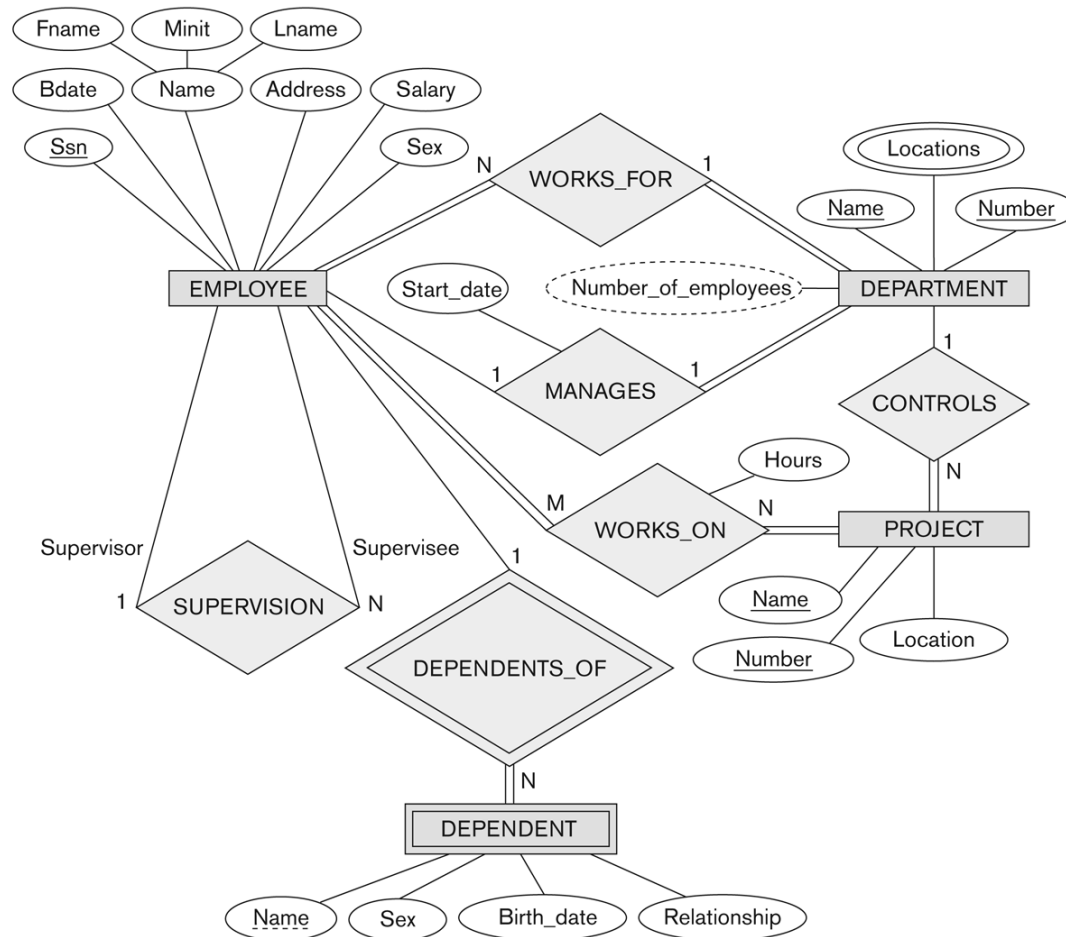 Fname
Minit
Lname
Bdate
Name
Address
Salary
Ssn
Sex
N
WORKS_FOR
1
Locations
Name
Number
EMPLOYEE
Start_date
Number_of_employees
DEPARTMENT
1
MANAGES
1
1
CONTROLS
N
Hours
M
WORKS_ON
N
PROJECT
Supervisor
Supervisee
1
SUPERVISION
N
1
Name
Number
Location
DEPENDENTS_OF
N
DEPENDENT
Name
Sex
Birth_date
Relationship